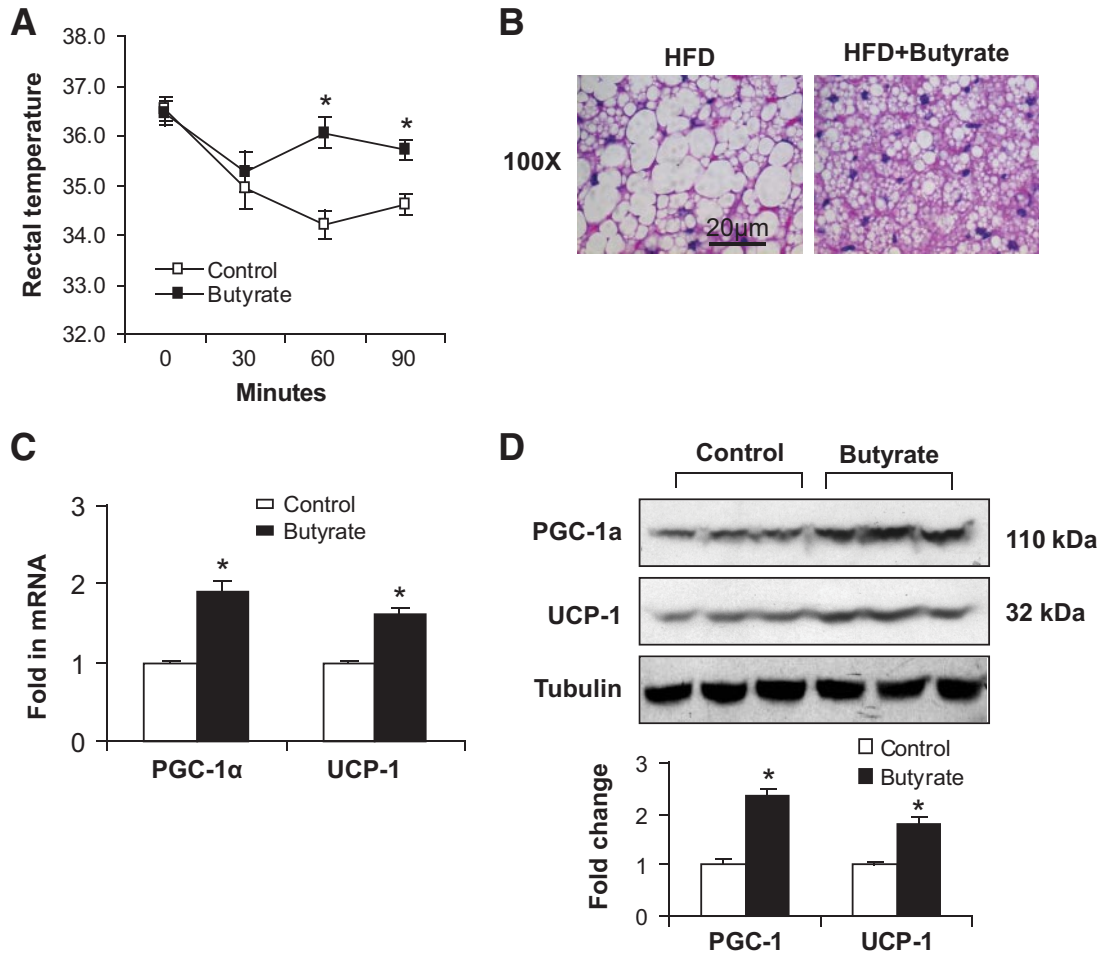 A
38.0
37.0
36.0
35.0
34.0
33.0
32.0
Rectal temperature
* *
Control
Butyrate
0 30 60 90
Minutes
B
HFD HFD+Butyrate
100X
20µm
C
3
2
1
0
Fold in mRNA
Control
Butyrate
* *
PGC-1α UCP-1
D
Control Butyrate
PGC-1a 110 kDa
UCP-1 32 kDa
Tubulin
3
2
1
0
Fold change
Control
Butyrate
* *
PGC-1 UCP-1